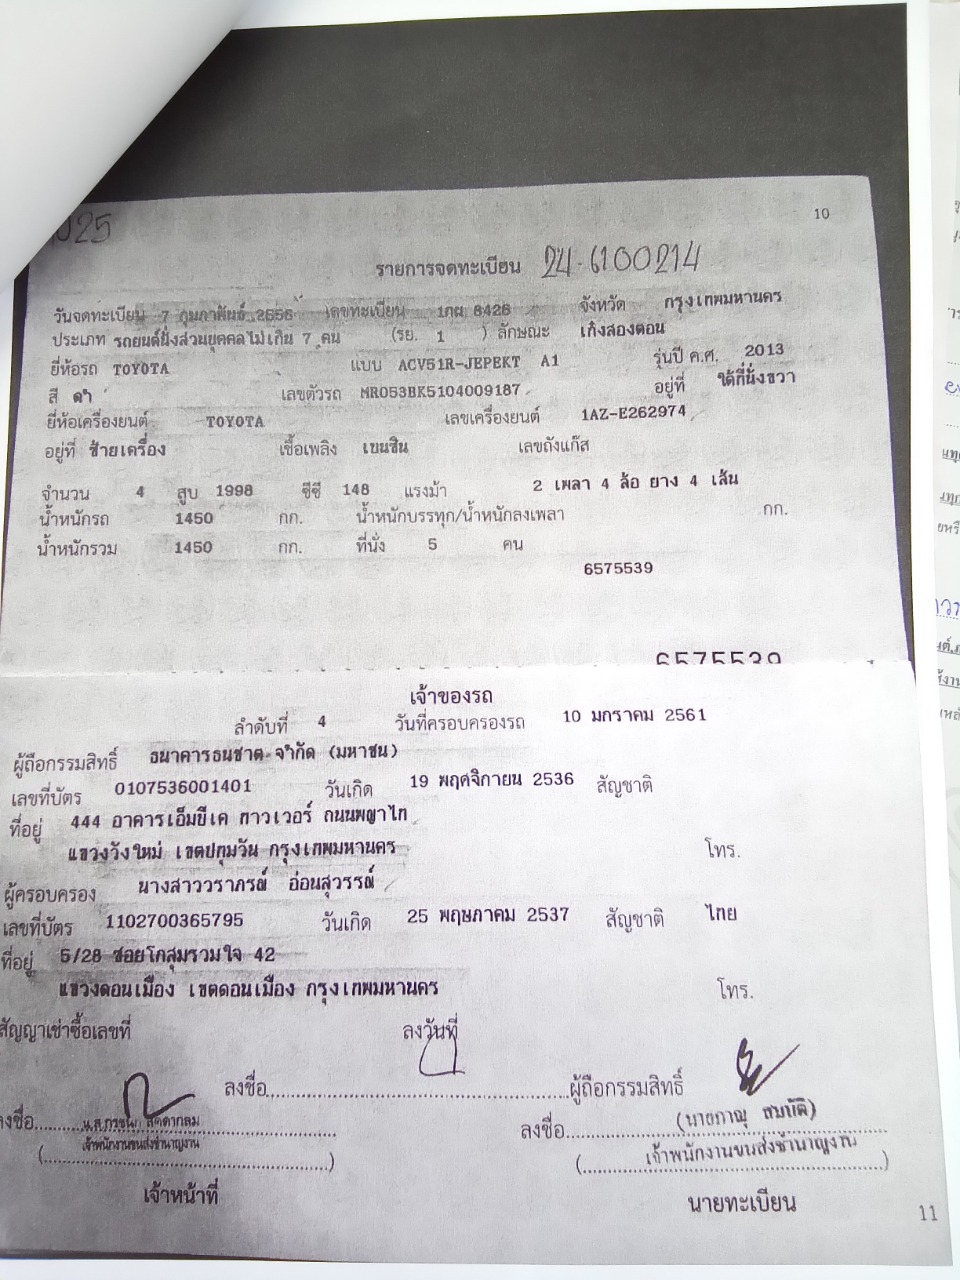 025
10
รายการจดทะเบียน 24-6100214
วันจดทะเบียน 7 กุมภาพันธ์ 2556 เลขทะเบียน 1กผ 8426 จังหวัด กรุงเทพมหานคร
ประเภท รถยนต์นั่งส่วนบุคคลไม่เกิน 7 คน (รย. 1 ) ลักษณะ เก๋งสองตอน
ยี่ห้อรถ TOYOTA แบบ ACV51R-JEPEKT A1 รุ่นปี ค.ศ. 2013
สี ดำ เลขตัวรถ MR053BK5104009187 อยู่ที่ ใต้ที่นั่งขวา
ยี่ห้อเครื่องยนต์ TOYOTA เลขเครื่องยนต์ 1AZ-E262974
อยู่ที่ ซ้ายเครื่อง เชื้อเพลิง เบนซิน เลขถังแก๊ส
จำนวน 4 สูบ 1998 ซีซี 148 แรงม้า 2 เพลา 4 ล้อ ยาง 4 เส้น
น้ำหนักรถ 1450 กก. น้ำหนักบรรทุก/น้ำหนักลงเพลา กก.
น้ำหนักรวม 1450 กก. ที่นั่ง 5 คน
6575539
6575539
เจ้าของรถ
ลำดับที่ 4 วันที่ครอบครองรถ 10 มกราคม 2561
ผู้ถือกรรมสิทธิ์ ธนาคารธนชาต จำกัด (มหาชน)
เลขที่บัตร 0107536001401 วันเกิด 19 พฤศจิกายน 2536 สัญชาติ
ที่อยู่ 444 อาคารเอ็มบีเค ทาวเวอร์ ถนนพญาไท
แขวงวังใหม่ เขตปทุมวัน กรุงเทพมหานคร โทร.
ผู้ครอบครอง นางสาววราภรณ์ อ่อนสุวรรณ์
เลขที่บัตร 1102700365795 วันเกิด 25 พฤษภาคม 2537 สัญชาติ ไทย
ที่อยู่ 5/28 ซอยโกสุมรวมใจ 42
แขวงดอนเมือง เขตดอนเมือง กรุงเทพมหานคร โทร.
สัญญาเช่าซื้อเลขที่ ลงวันที่
ลงชื่อ ผู้ถือกรรมสิทธิ์
ลงชื่อ น.ส. ลงชื่อ (นายภาณุ สมบัติ)
เจ้าพนักงานขนส่งชำนาญงาน เจ้าพนักงานขนส่งชำนาญงาน
เจ้าหน้าที่ นายทะเบียน
11